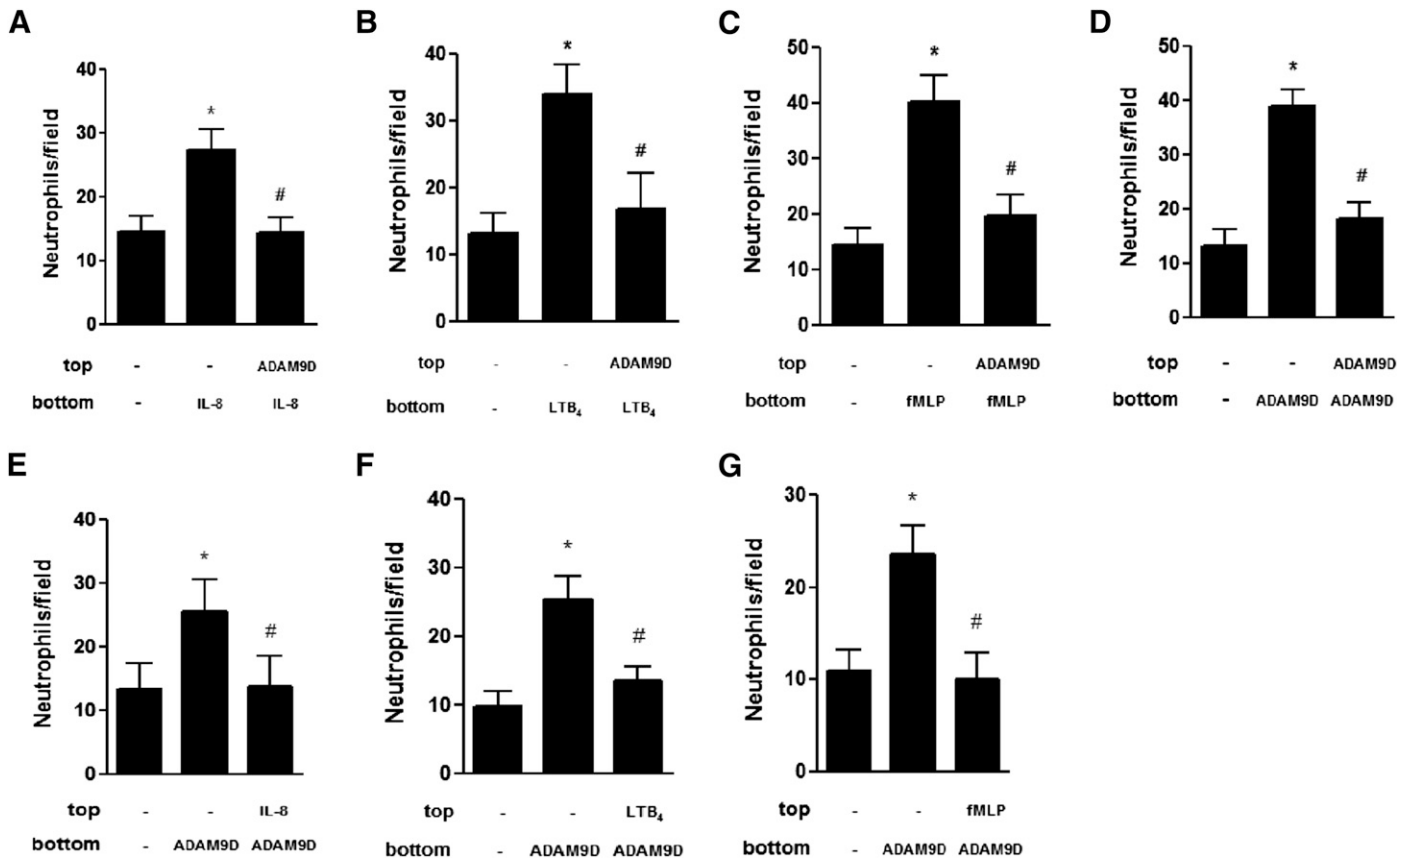 A
Neutrophils/field
40
30
20
10
0
*
#
top - - ADAM9D
bottom - IL-8 IL-8
B
Neutrophils/field
40
30
20
10
0
*
#
top - - ADAM9D
bottom - LTB₄ LTB₄
C
Neutrophils/field
50
40
30
20
10
0
*
#
top - - ADAM9D
bottom - fMLP fMLP
D
Neutrophils/field
50
40
30
20
10
0
*
#
top - - ADAM9D
bottom - ADAM9D ADAM9D
E
Neutrophils/field
40
30
20
10
0
*
#
top - - IL-8
bottom - ADAM9D ADAM9D
F
Neutrophils/field
40
30
20
10
0
*
#
top - - LTB₄
bottom - ADAM9D ADAM9D
G
Neutrophils/field
30
20
10
0
*
#
top - - fMLP
bottom - ADAM9D ADAM9D